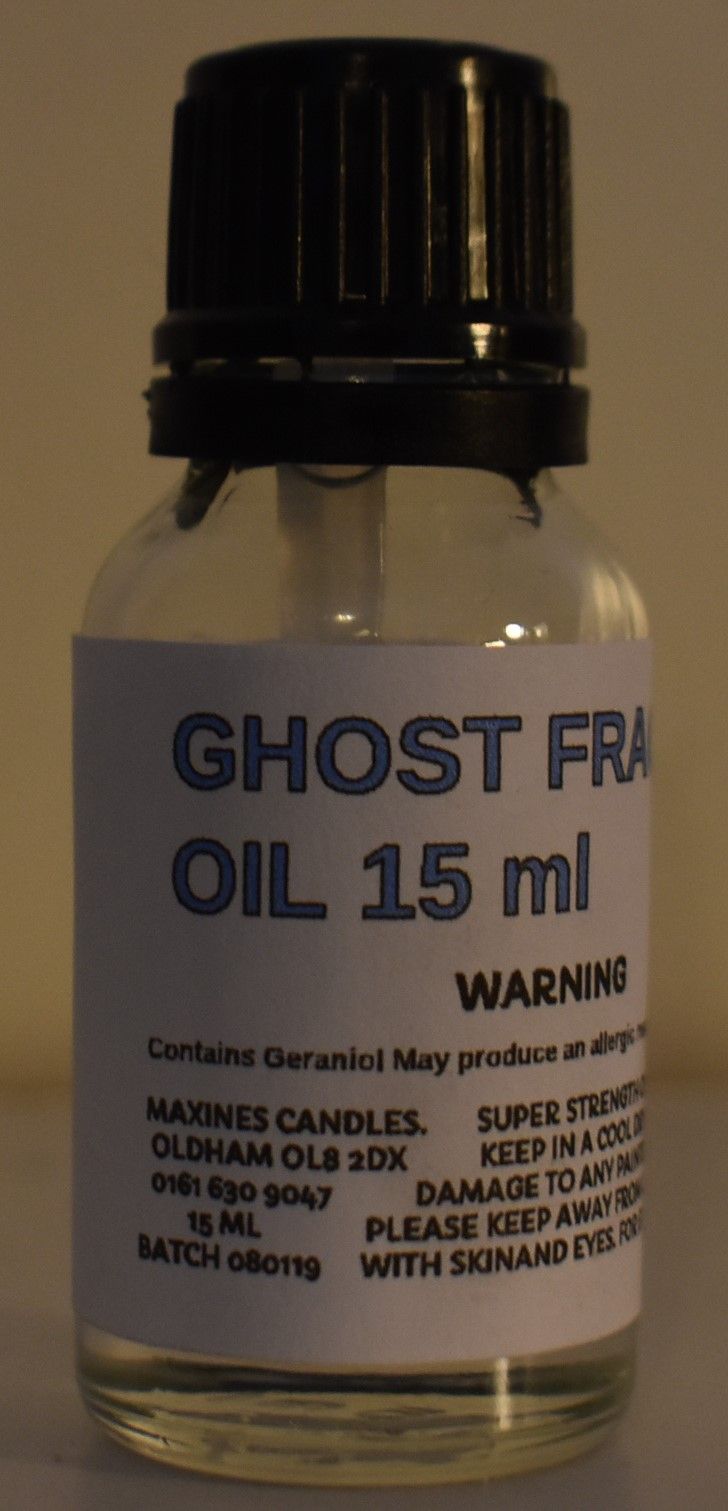 GHOST
OIL 15 ml
WARNING
Contains Geraniol May produce an allergic
MAXINES CANDLES.
OLDHAM OL8 2DX
0161 630 9047
15 ML
BATCH 080119
SUPER STRENGTH
KEEP IN A COOL
DAMAGE TO ANY
PLEASE KEEP AWAY FROM
WITH SKINAND EYES. FOR